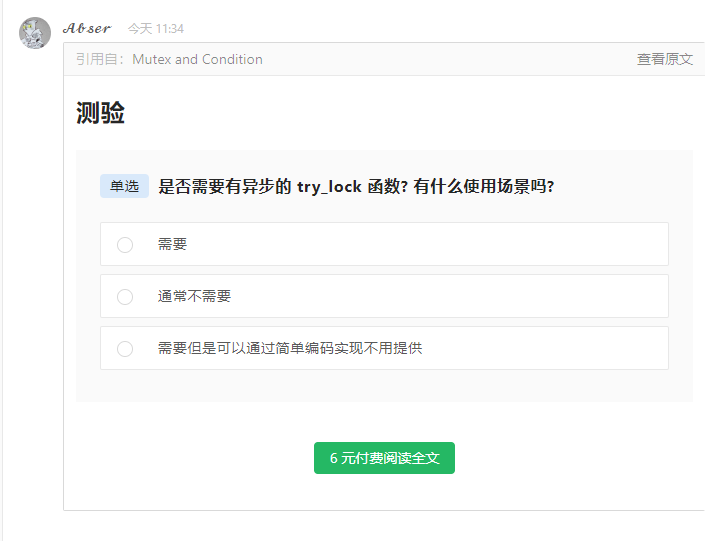 Abser 今天 11:34
引用自：Mutex and Condition 查看原文
测验
单选 是否需要有异步的 try_lock 函数? 有什么使用场景吗?
需要
通常不需要
需要但是可以通过简单编码实现不用提供
6 元付费阅读全文